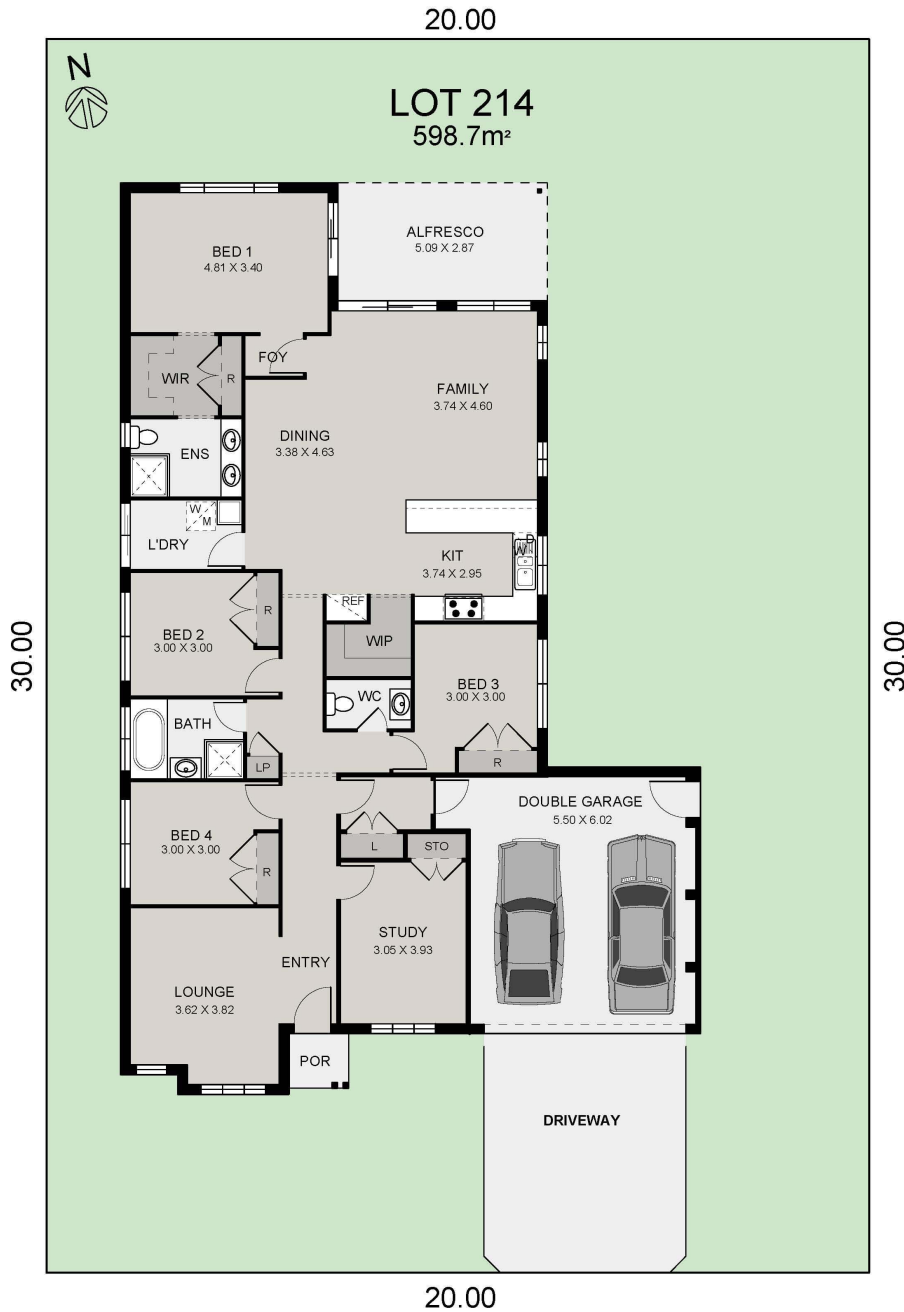 20.00
N
LOT 214
598.7m²
ALFRESCO
5.09 X 2.87
BED 1
4.81 X 3.40
FOY
WIR
R
FAMILY
3.74 X 4.60
DINING
3.38 X 4.63
ENS
W
M
L'DRY
KIT
3.74 X 2.95
REF
R
BED 2
3.00 X 3.00
WIP
30.00
30.00
BED 3
3.00 X 3.00
WC
BATH
LP
R
DOUBLE GARAGE
5.50 X 6.02
BED 4
3.00 X 3.00
R
L
STO
STUDY
3.05 X 3.93
ENTRY
LOUNGE
3.62 X 3.82
POR
DRIVEWAY
20.00